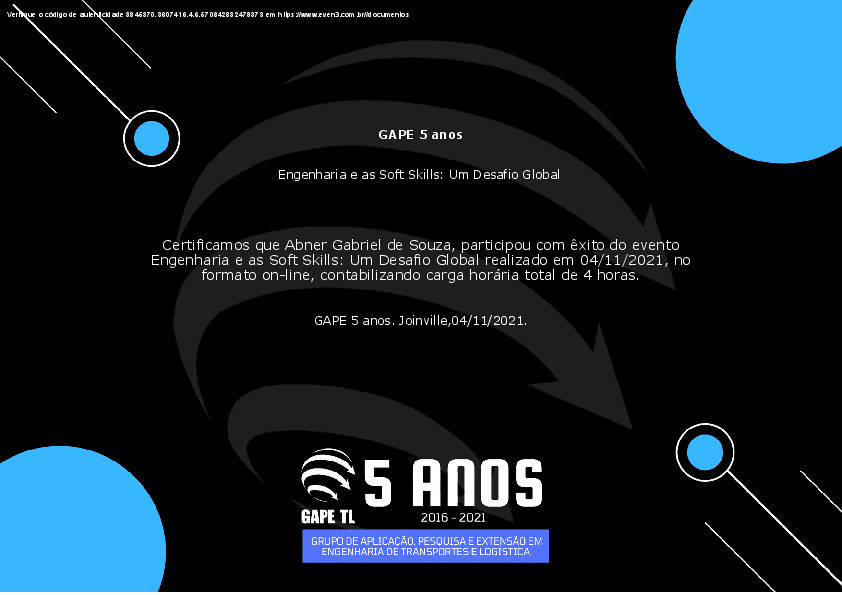 Verifique o código de autenticidade 3845370.3607416.4.6.5708428324793​73 em https://www.even3.com.br//documentos
GAPE 5 anos
Engenharia e as Soft Skills: Um Desafio Global
Certificamos que Abner Gabriel de Souza, participou com êxito do evento
Engenharia e as Soft Skills: Um Desafio Global realizado em 04/11/2021, no
formato on-line, contabilizando carga horária total de 4 horas.
GAPE 5 anos. Joinville,04/11/2021.
5 ANOS
GAPE TL
2016 - 2021
GRUPO DE APLICAÇÃO, PESQUISA E EXTENSÃO EM
ENGENHARIA DE TRANSPORTES E LOGÍSTICA.